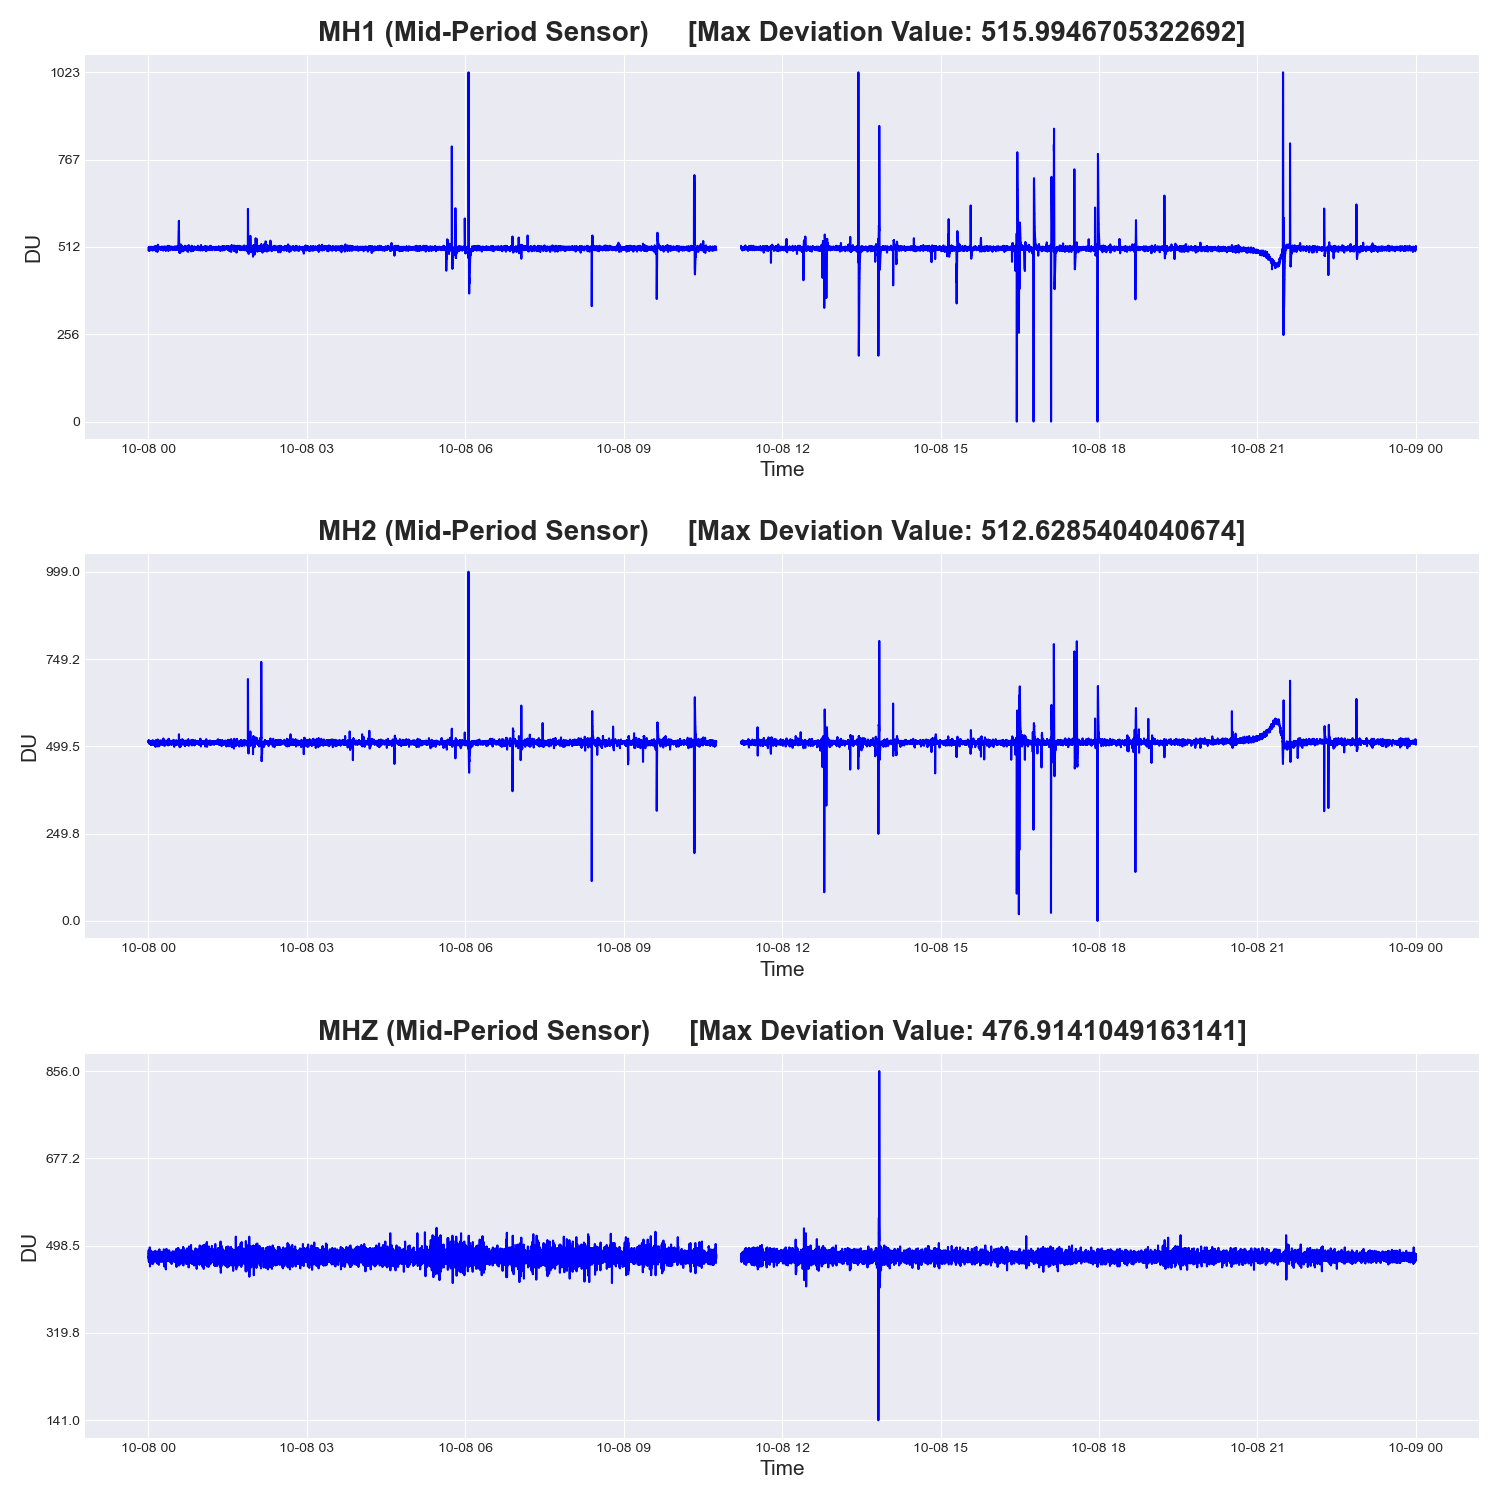 MH1 (Mid-Period Sensor) [Max Deviation Value: 515.9946705322692]
1023
767
512
256
0
DU
10-08 00 10-08 03 10-08 06 10-08 09 10-08 12 10-08 15 10-08 18 10-08 21 10-09 00
Time
MH2 (Mid-Period Sensor) [Max Deviation Value: 512.6285404040674]
999.0
749.2
499.5
249.8
0.0
DU
10-08 00 10-08 03 10-08 06 10-08 09 10-08 12 10-08 15 10-08 18 10-08 21 10-09 00
Time
MHZ (Mid-Period Sensor) [Max Deviation Value: 476.9141049163141]
856.0
677.2
498.5
319.8
141.0
DU
10-08 00 10-08 03 10-08 06 10-08 09 10-08 12 10-08 15 10-08 18 10-08 21 10-09 00
Time